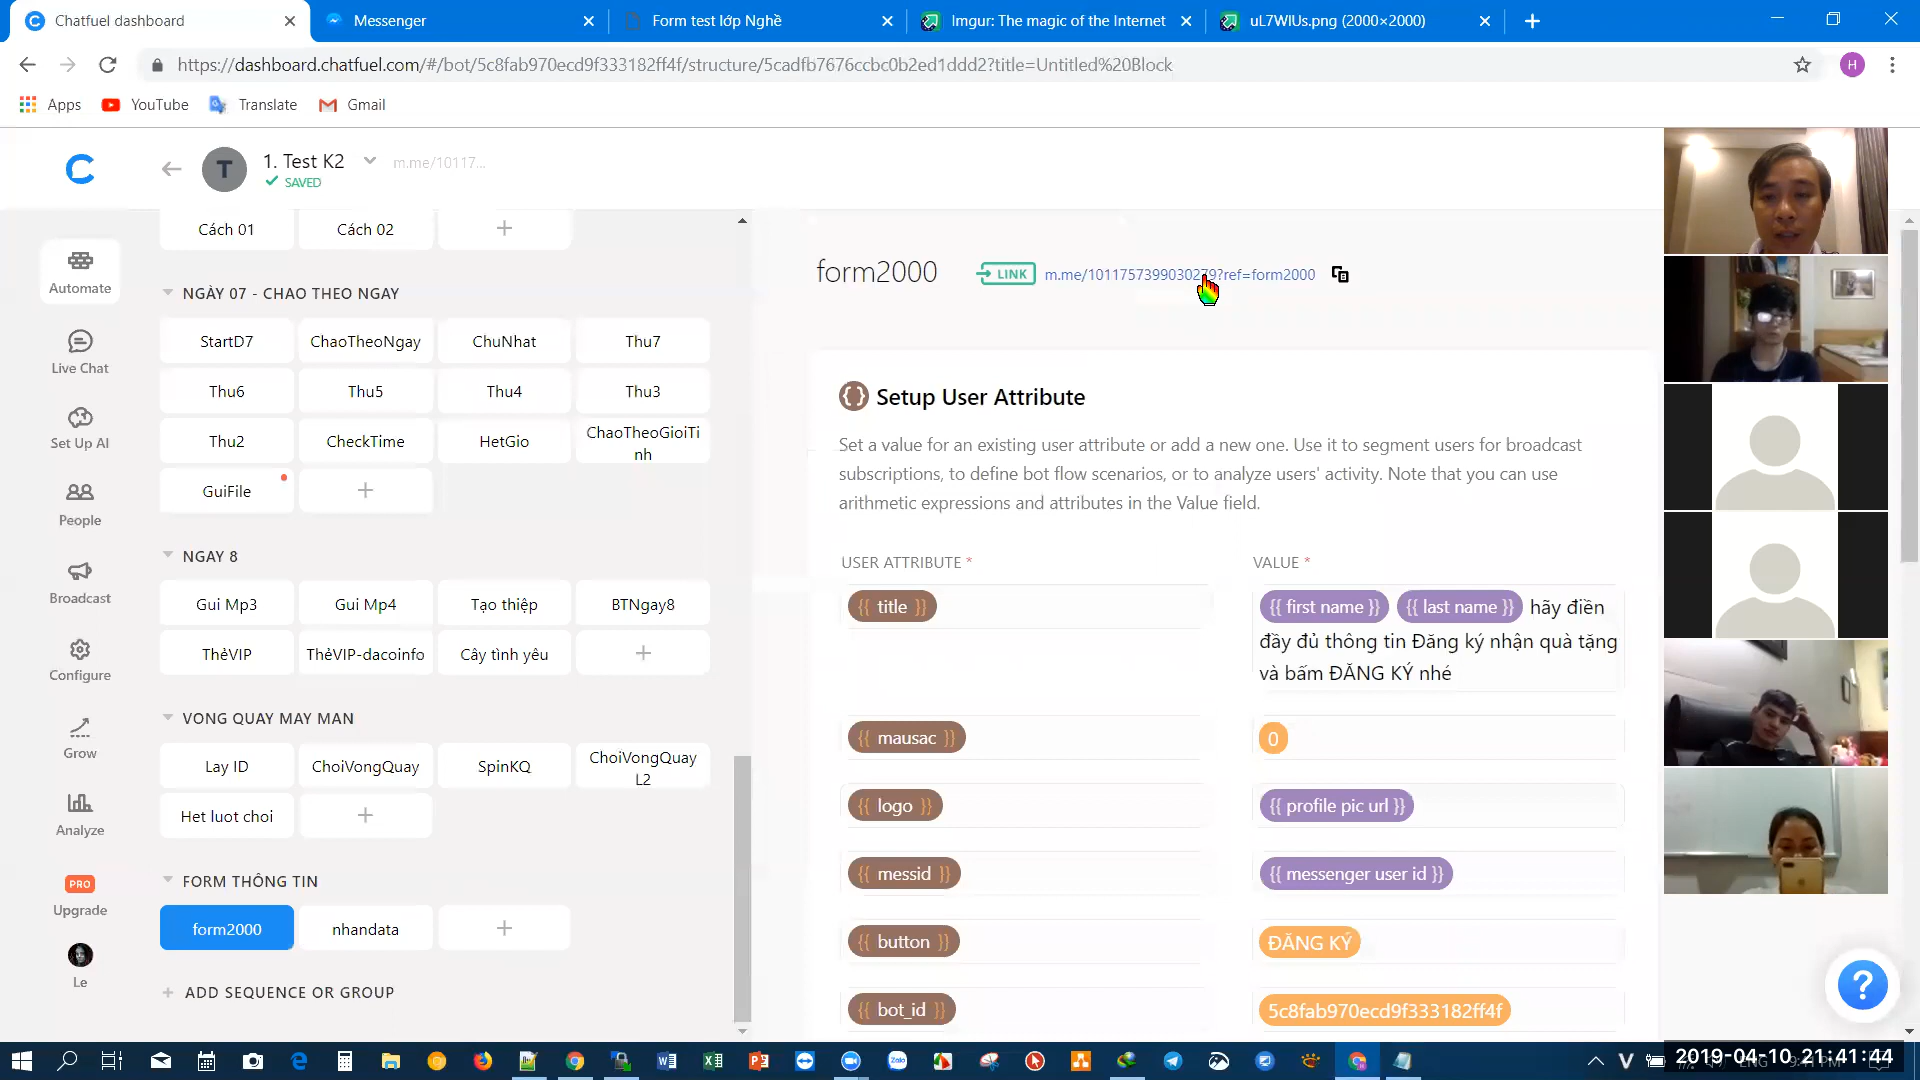 Chatfuel dashboard
Messenger
Form test lớp Nghề
Imgur: The magic of the Internet
uL7WlUs.png (2000×2000)
https://dashboard.chatfuel.com/#/bot/5c8fab970ecd9f333182ff4f/structure/5cadfb7676ccbc0b2ed1ddd2?title=Untitled%20Block
H
Apps
YouTube
Translate
Gmail
T
1. Test K2
m.me/10117...
SAVED
Automate
Live Chat
Set Up AI
People
Broadcast
Configure
Grow
Analyze
PRO
Upgrade
Le
Cách 01
Cách 02
NGÀY 07 - CHAO THEO NGAY
StartD7
ChaoTheoNgay
ChuNhat
Thu7
Thu6
Thu5
Thu4
Thu3
Thu2
CheckTime
HetGio
ChaoTheoGioiTi
nh
GuiFile
NGAY 8
Gui Mp3
Gui Mp4
Tạo thiệp
BTNgay8
ThẻVIP
ThẻVIP-dacoinfo
Cây tình yêu
VONG QUAY MAY MAN
Lay ID
ChoiVongQuay
SpinKQ
ChoiVongQuay
L2
Het luot choi
FORM THÔNG TIN
form2000
nhandata
ADD SEQUENCE OR GROUP
form2000
LINK
m.me/1011757399030279?ref=form2000
Setup User Attribute
Set a value for an existing user attribute or add a new one. Use it to segment users for broadcast
subscriptions, to define bot flow scenarios, or to analyze users' activity. Note that you can use
arithmetic expressions and attributes in the Value field.
USER ATTRIBUTE *
VALUE *
{{ title }}
{{ first name }} {{ last name }} hãy điền
đầy đủ thông tin Đăng ký nhận quà tặng
và bấm ĐĂNG KÝ nhé
{{ mausac }}
0
{{ logo }}
{{ profile pic url }}
{{ messid }}
{{ messenger user id }}
{{ button }}
ĐĂNG KÝ
{{ bot_id }}
5c8fab970ecd9f333182ff4f
?
2019-04-10 21:41:44